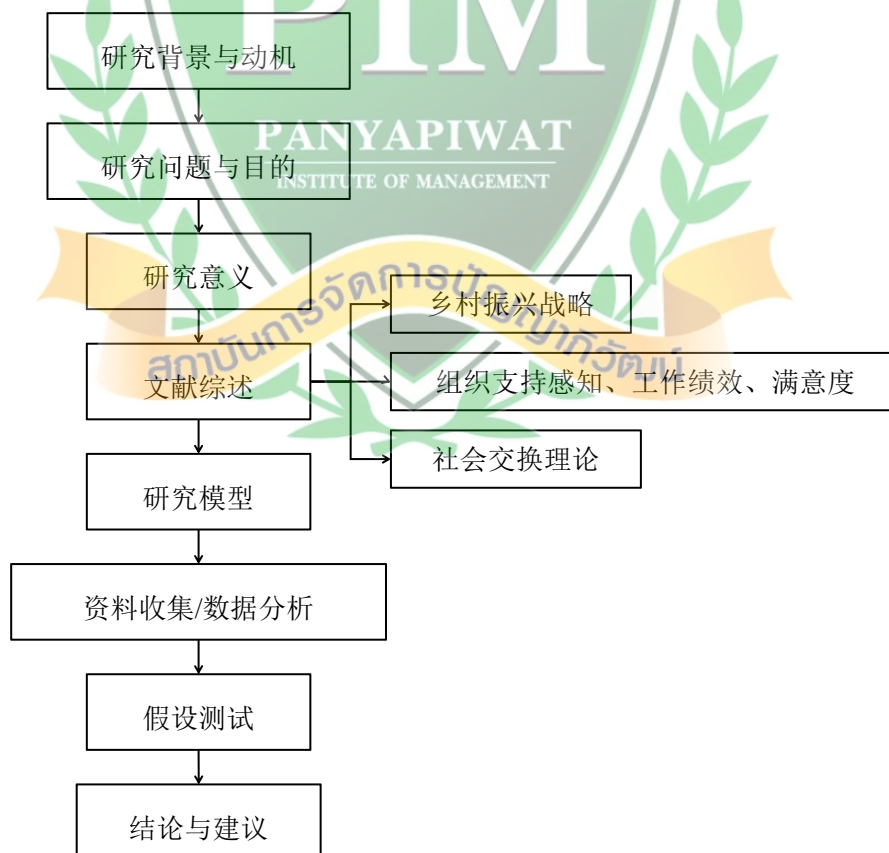 PIM
PANYAPIWAT
INSTITUTE OF MANAGEMENT
สถาบันการจัดการปัญญาภิวัฒน์
研究背景与动机
研究问题与目的
研究意义
文献综述
乡村振兴战略
组织支持感知、工作绩效、满意度
社会交换理论
研究模型
资料收集/数据分析
假设测试
结论与建议